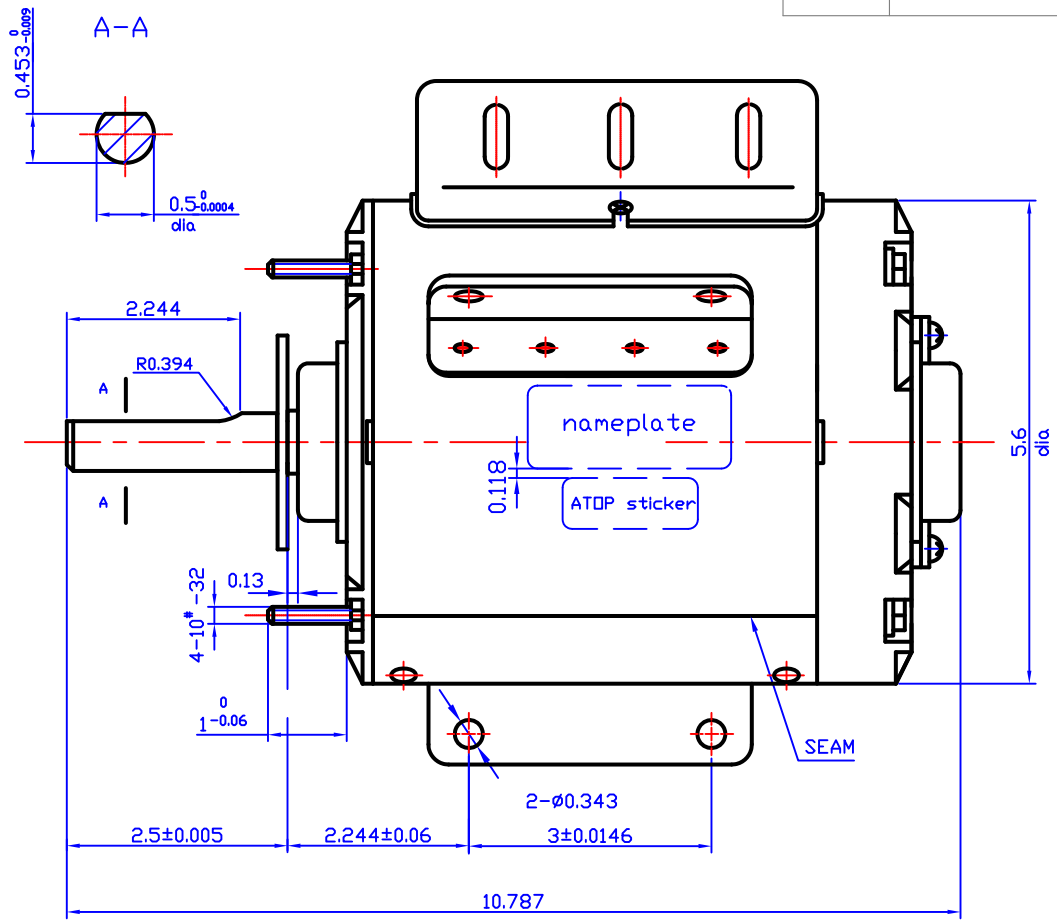 A-A
0.453 0 -0.009
0.5 0 -0.0004
dia
2.244
R0.394
A
A
nameplate
0.118
ATOP sticker
5.6
dia
0.13
4-10# -32
0
1-0.06
SEAM
2-ø0.343
2.5±0.005
2.244±0.06
3±0.0146
10.787